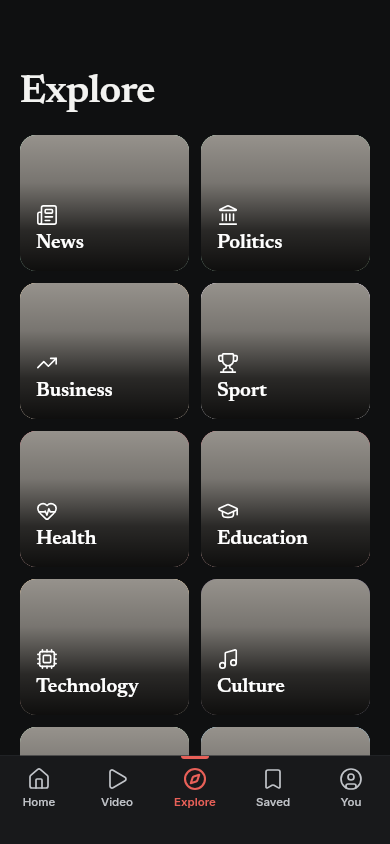 Explore
News
Politics
Business
Sport
Health
Education
Technology
Culture
Home
Video
Explore
Saved
You